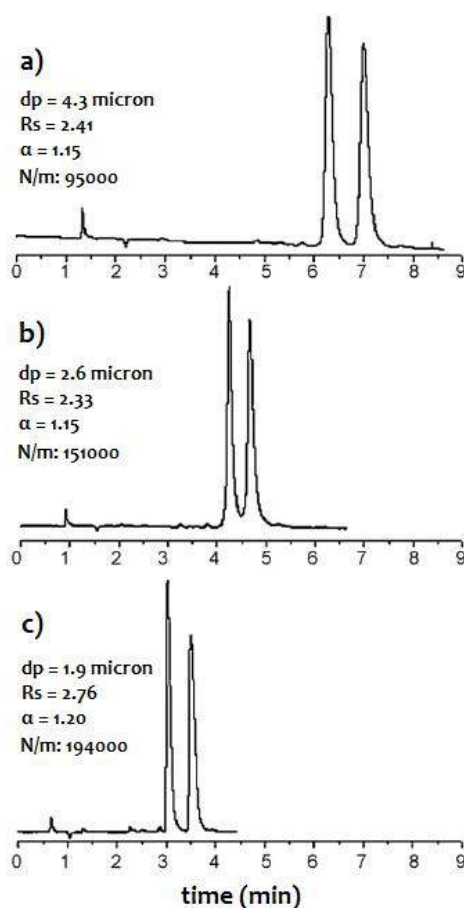 a)
dp = 4.3 micron
Rs = 2.41
α = 1.15
N/m: 95000
0 1 2 3 4 5 6 7 8 9
b)
dp = 2.6 micron
Rs = 2.33
α = 1.15
N/m: 151000
0 1 2 3 4 5 6 7 8 9
c)
dp = 1.9 micron
Rs = 2.76
α = 1.20
N/m: 194000
0 1 2 3 4 5 6 7 8 9
time (min)